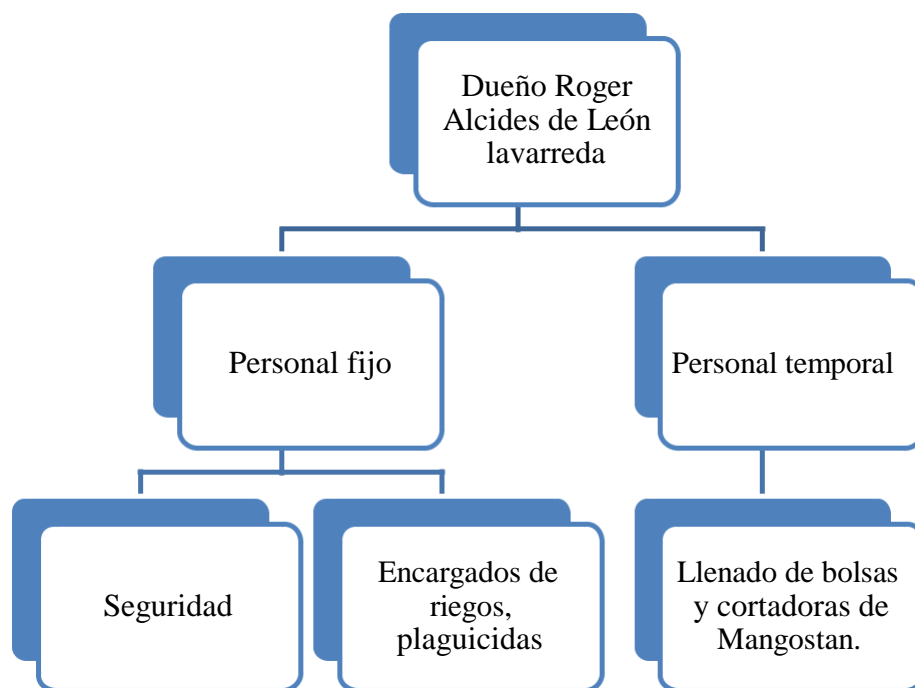 Dueño Roger
Alcides de León
lavarreda
Personal fijo
Personal temporal
Seguridad
Encargados de
riegos,
plaguicidas
Llenado de bolsas
y cortadoras de
Mangostan.